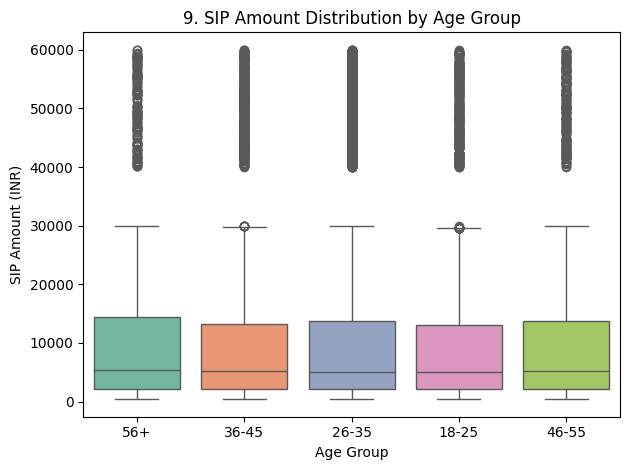 9. SIP Amount Distribution by Age Group
60000
50000
40000
30000
20000
10000
0
SIP Amount (INR)
56+ 36-45 26-35 18-25 46-55
Age Group